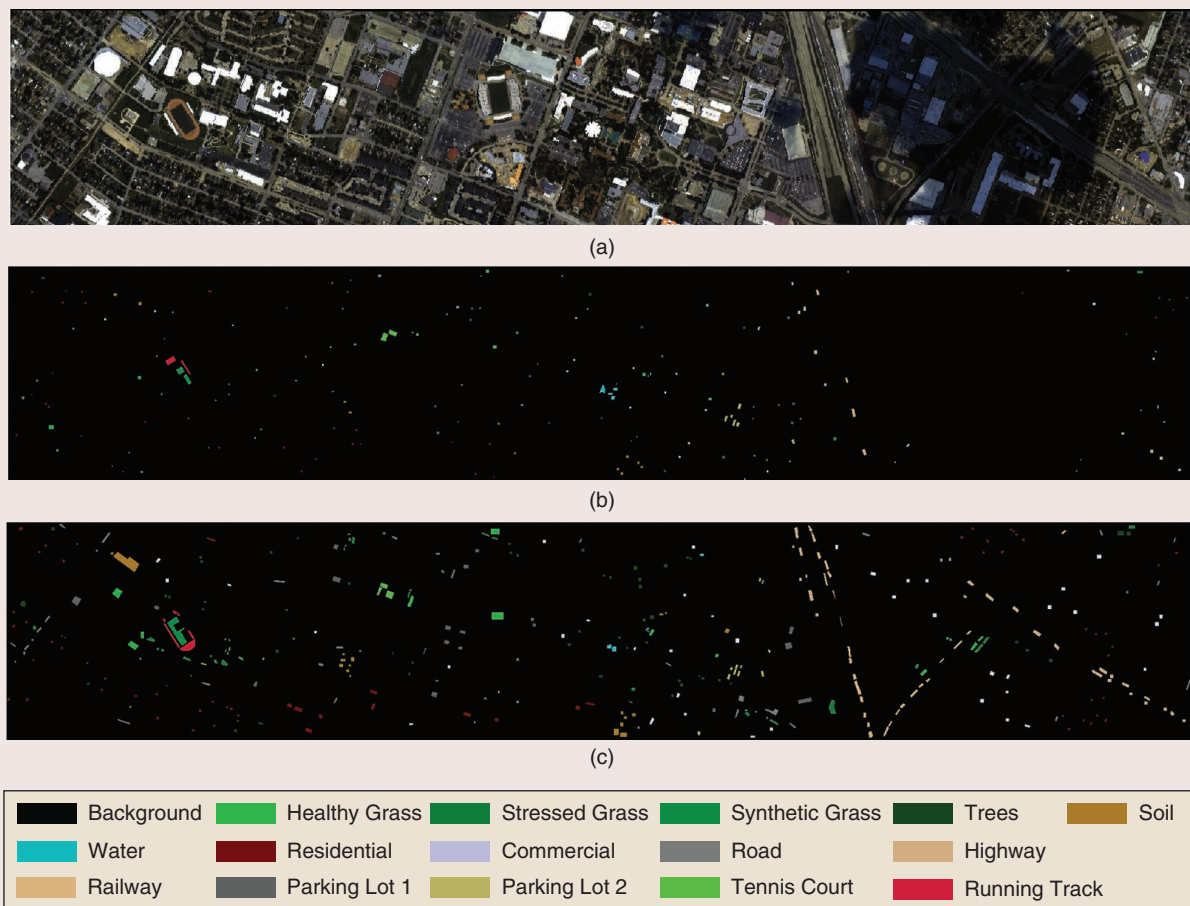 (a)
(b)
(c)
Background Healthy Grass Stressed Grass Synthetic Grass Trees Soil
Water Residential Commercial Road Highway
Railway Parking Lot 1 Parking Lot 2 Tennis Court Running Track